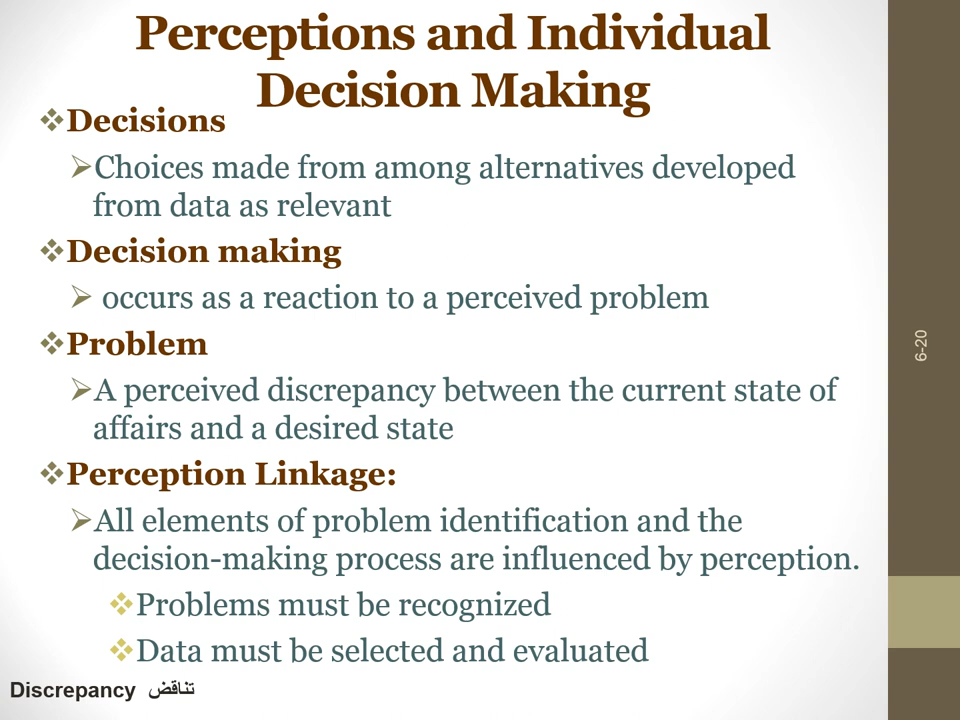 Perceptions and Individual
Decision Making
Decisions
Choices made from among alternatives developed
from data as relevant
Decision making
occurs as a reaction to a perceived problem
Problem
A perceived discrepancy between the current state of
affairs and a desired state
Perception Linkage:
All elements of problem identification and the
decision-making process are influenced by perception.
Problems must be recognized
Data must be selected and evaluated
Discrepancy تناقض
6-20